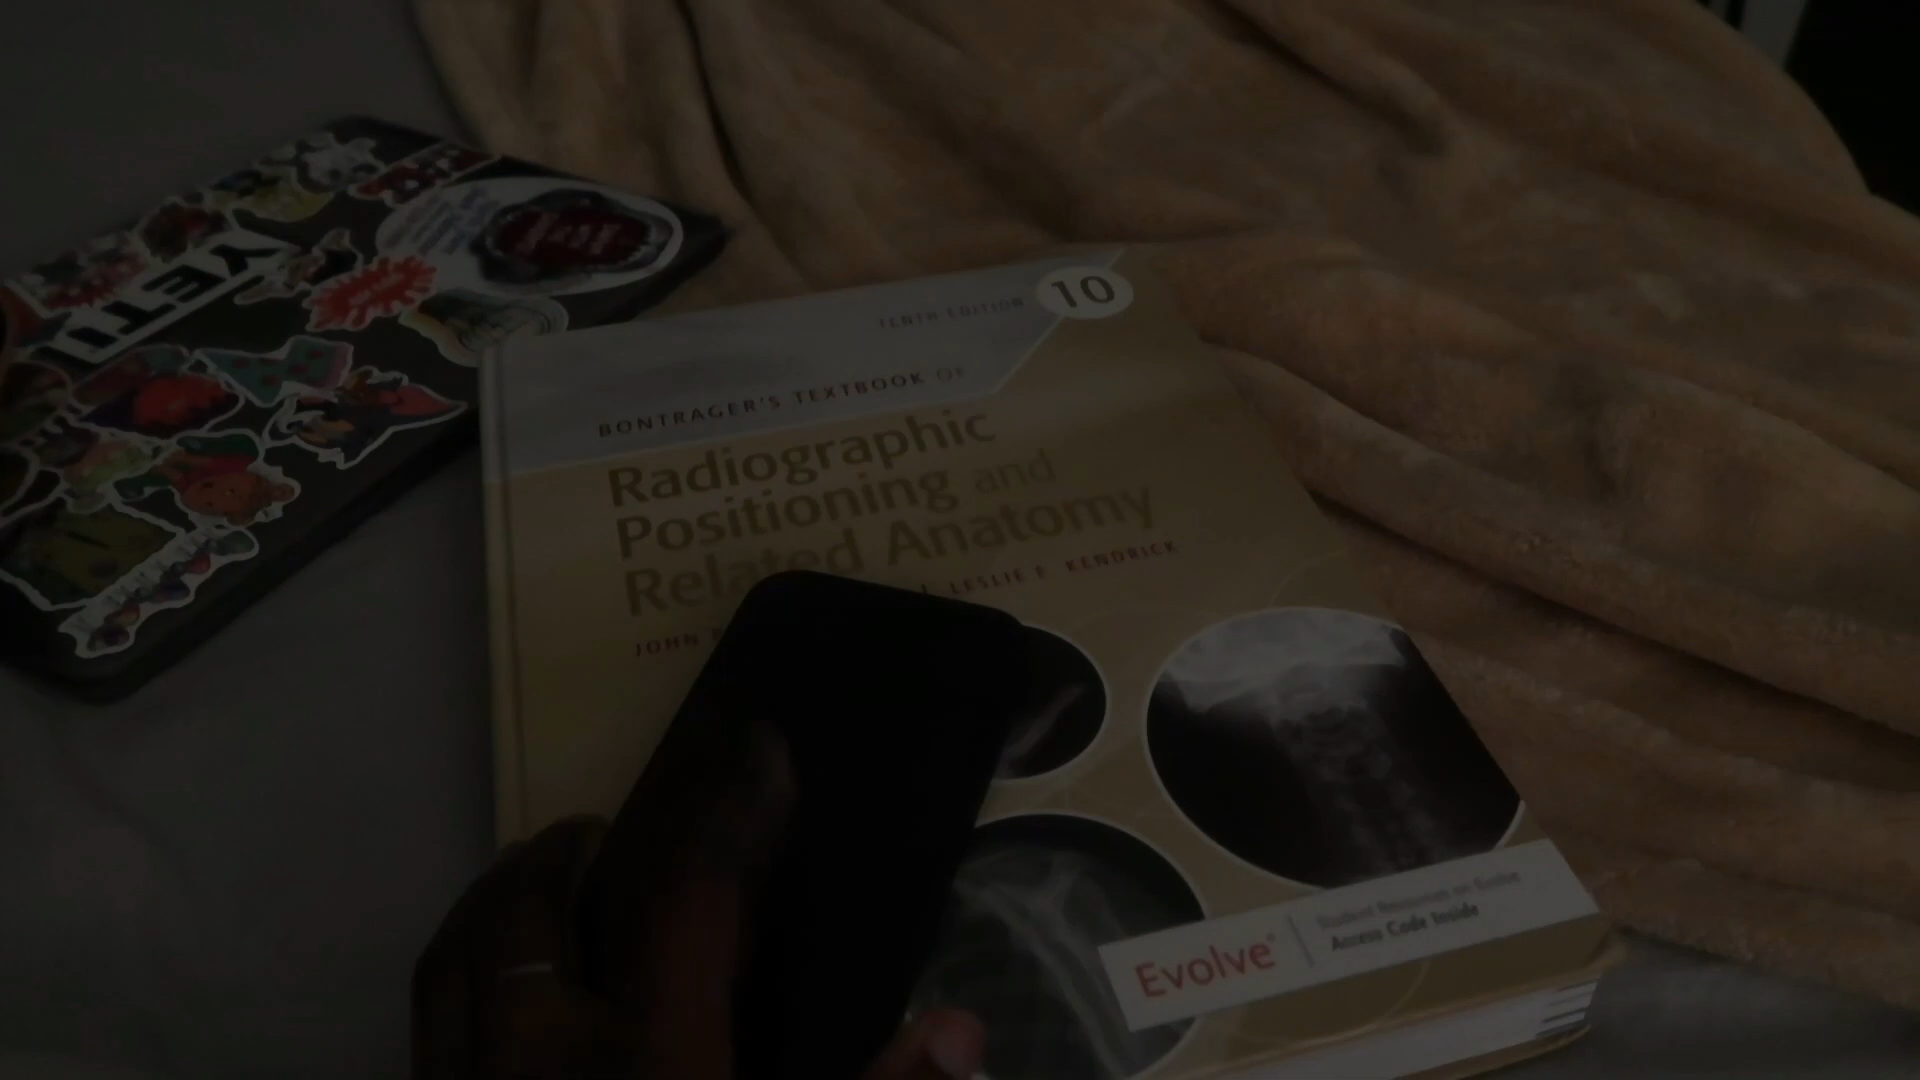 YETI
TENTH EDITION
10
BONTRAGER'S TEXTBOOK OF
Radiographic
Positioning and
Related Anatomy
JOHN
LESLIE E. KENDRICK
Evolve
Student Resources on Evolve
Access Code Inside